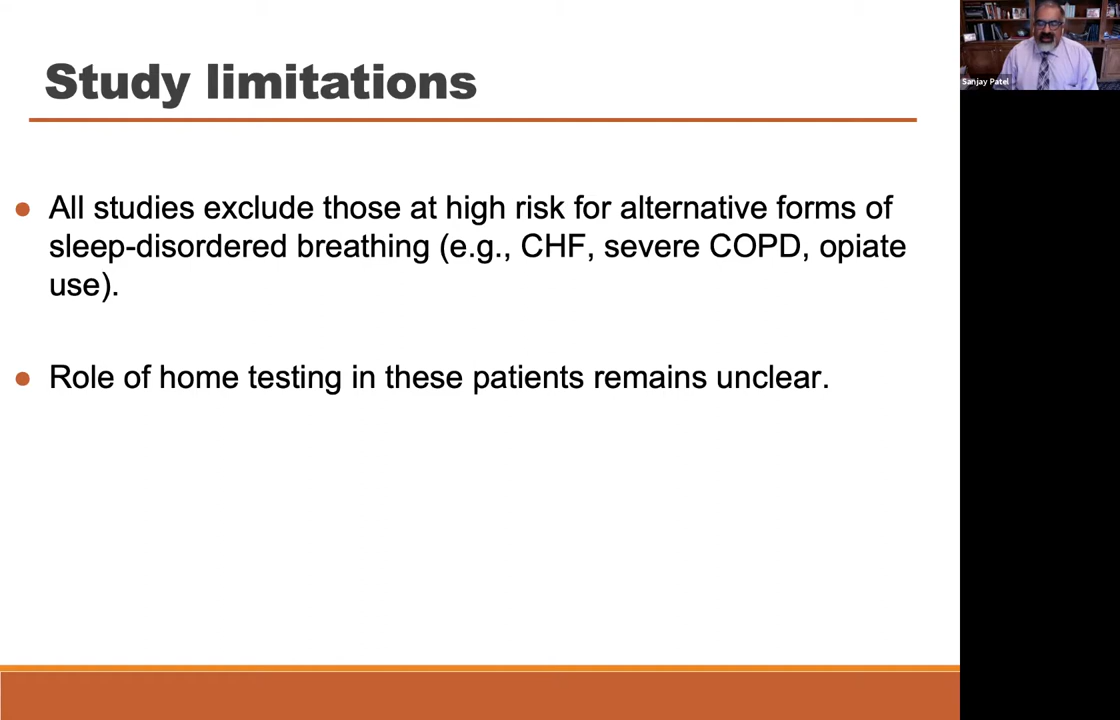 Study limitations
Sanjay Patel
● All studies exclude those at high risk for alternative forms of
sleep-disordered breathing (e.g., CHF, severe COPD, opiate
use).
● Role of home testing in these patients remains unclear.